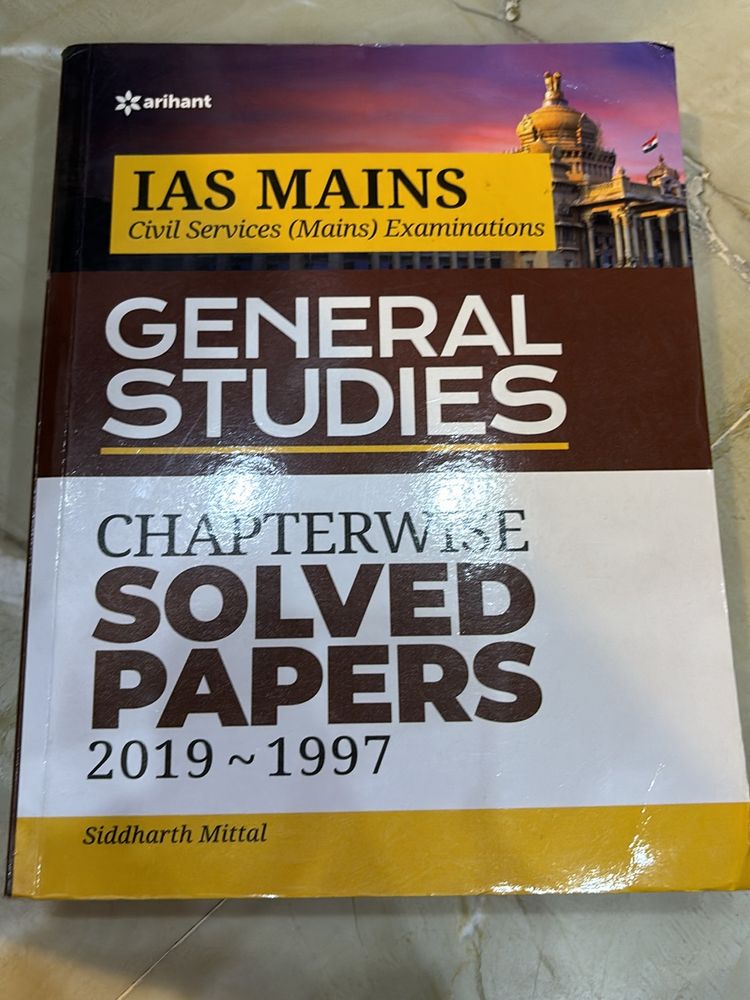 arihant
IAS MAINS
Civil Services (Mains) Examinations
GENERAL
STUDIES
CHAPTERWISE
SOLVED
PAPERS
2019 ~ 1997
Siddharth Mittal